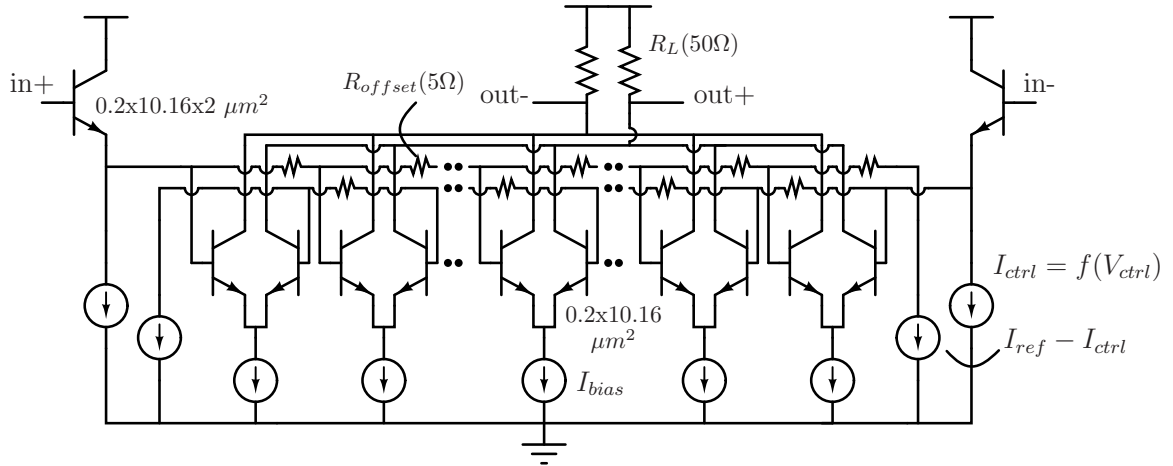 in+
0.2x10.16x2 μm²
R_offset(5Ω)
out-
R_L(50Ω)
out+
in-
0.2x10.16
μm²
I_bias
I_ctrl = f(V_ctrl)
I_ref − I_ctrl